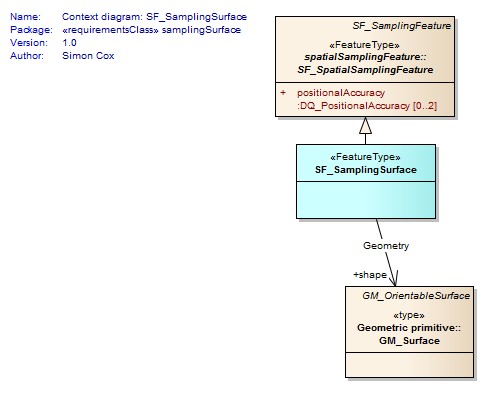 Name: Context diagram: SF_SamplingSurface
Package: «requirementsClass» samplingSurface
Version: 1.0
Author: Simon Cox
SF_SamplingFeature
«FeatureType»
spatialSamplingFeature::
SF_SpatialSamplingFeature
+ positionalAccuracy
:DQ_PositionalAccuracy [0..2]
«FeatureType»
SF_SamplingSurface
Geometry
+shape
GM_OrientableSurface
«type»
Geometric primitive::
GM_Surface